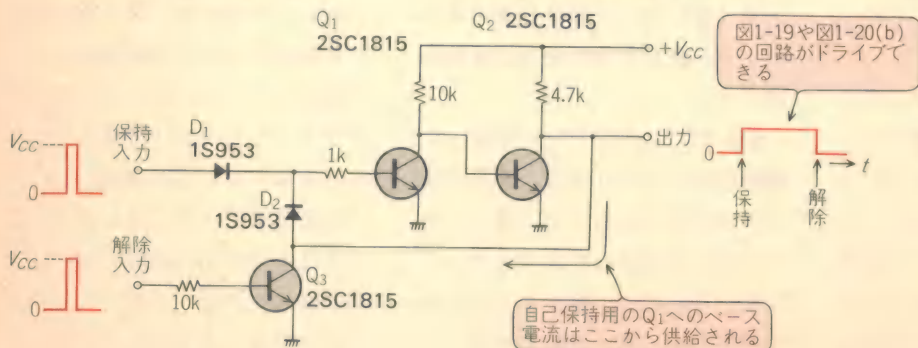 Q1
2SC1815
Q2 2SC1815
+VCC
10k
4.7k
図1-19や図1-20(b)
の回路がドライブで
きる
VCC
0
保持
入力
D1
1S953
1k
出力
0
t
保持
解除
D2
1S953
VCC
0
解除
入力
10k
Q3
2SC1815
自己保持用のQ1へのベース
電流はここから供給される